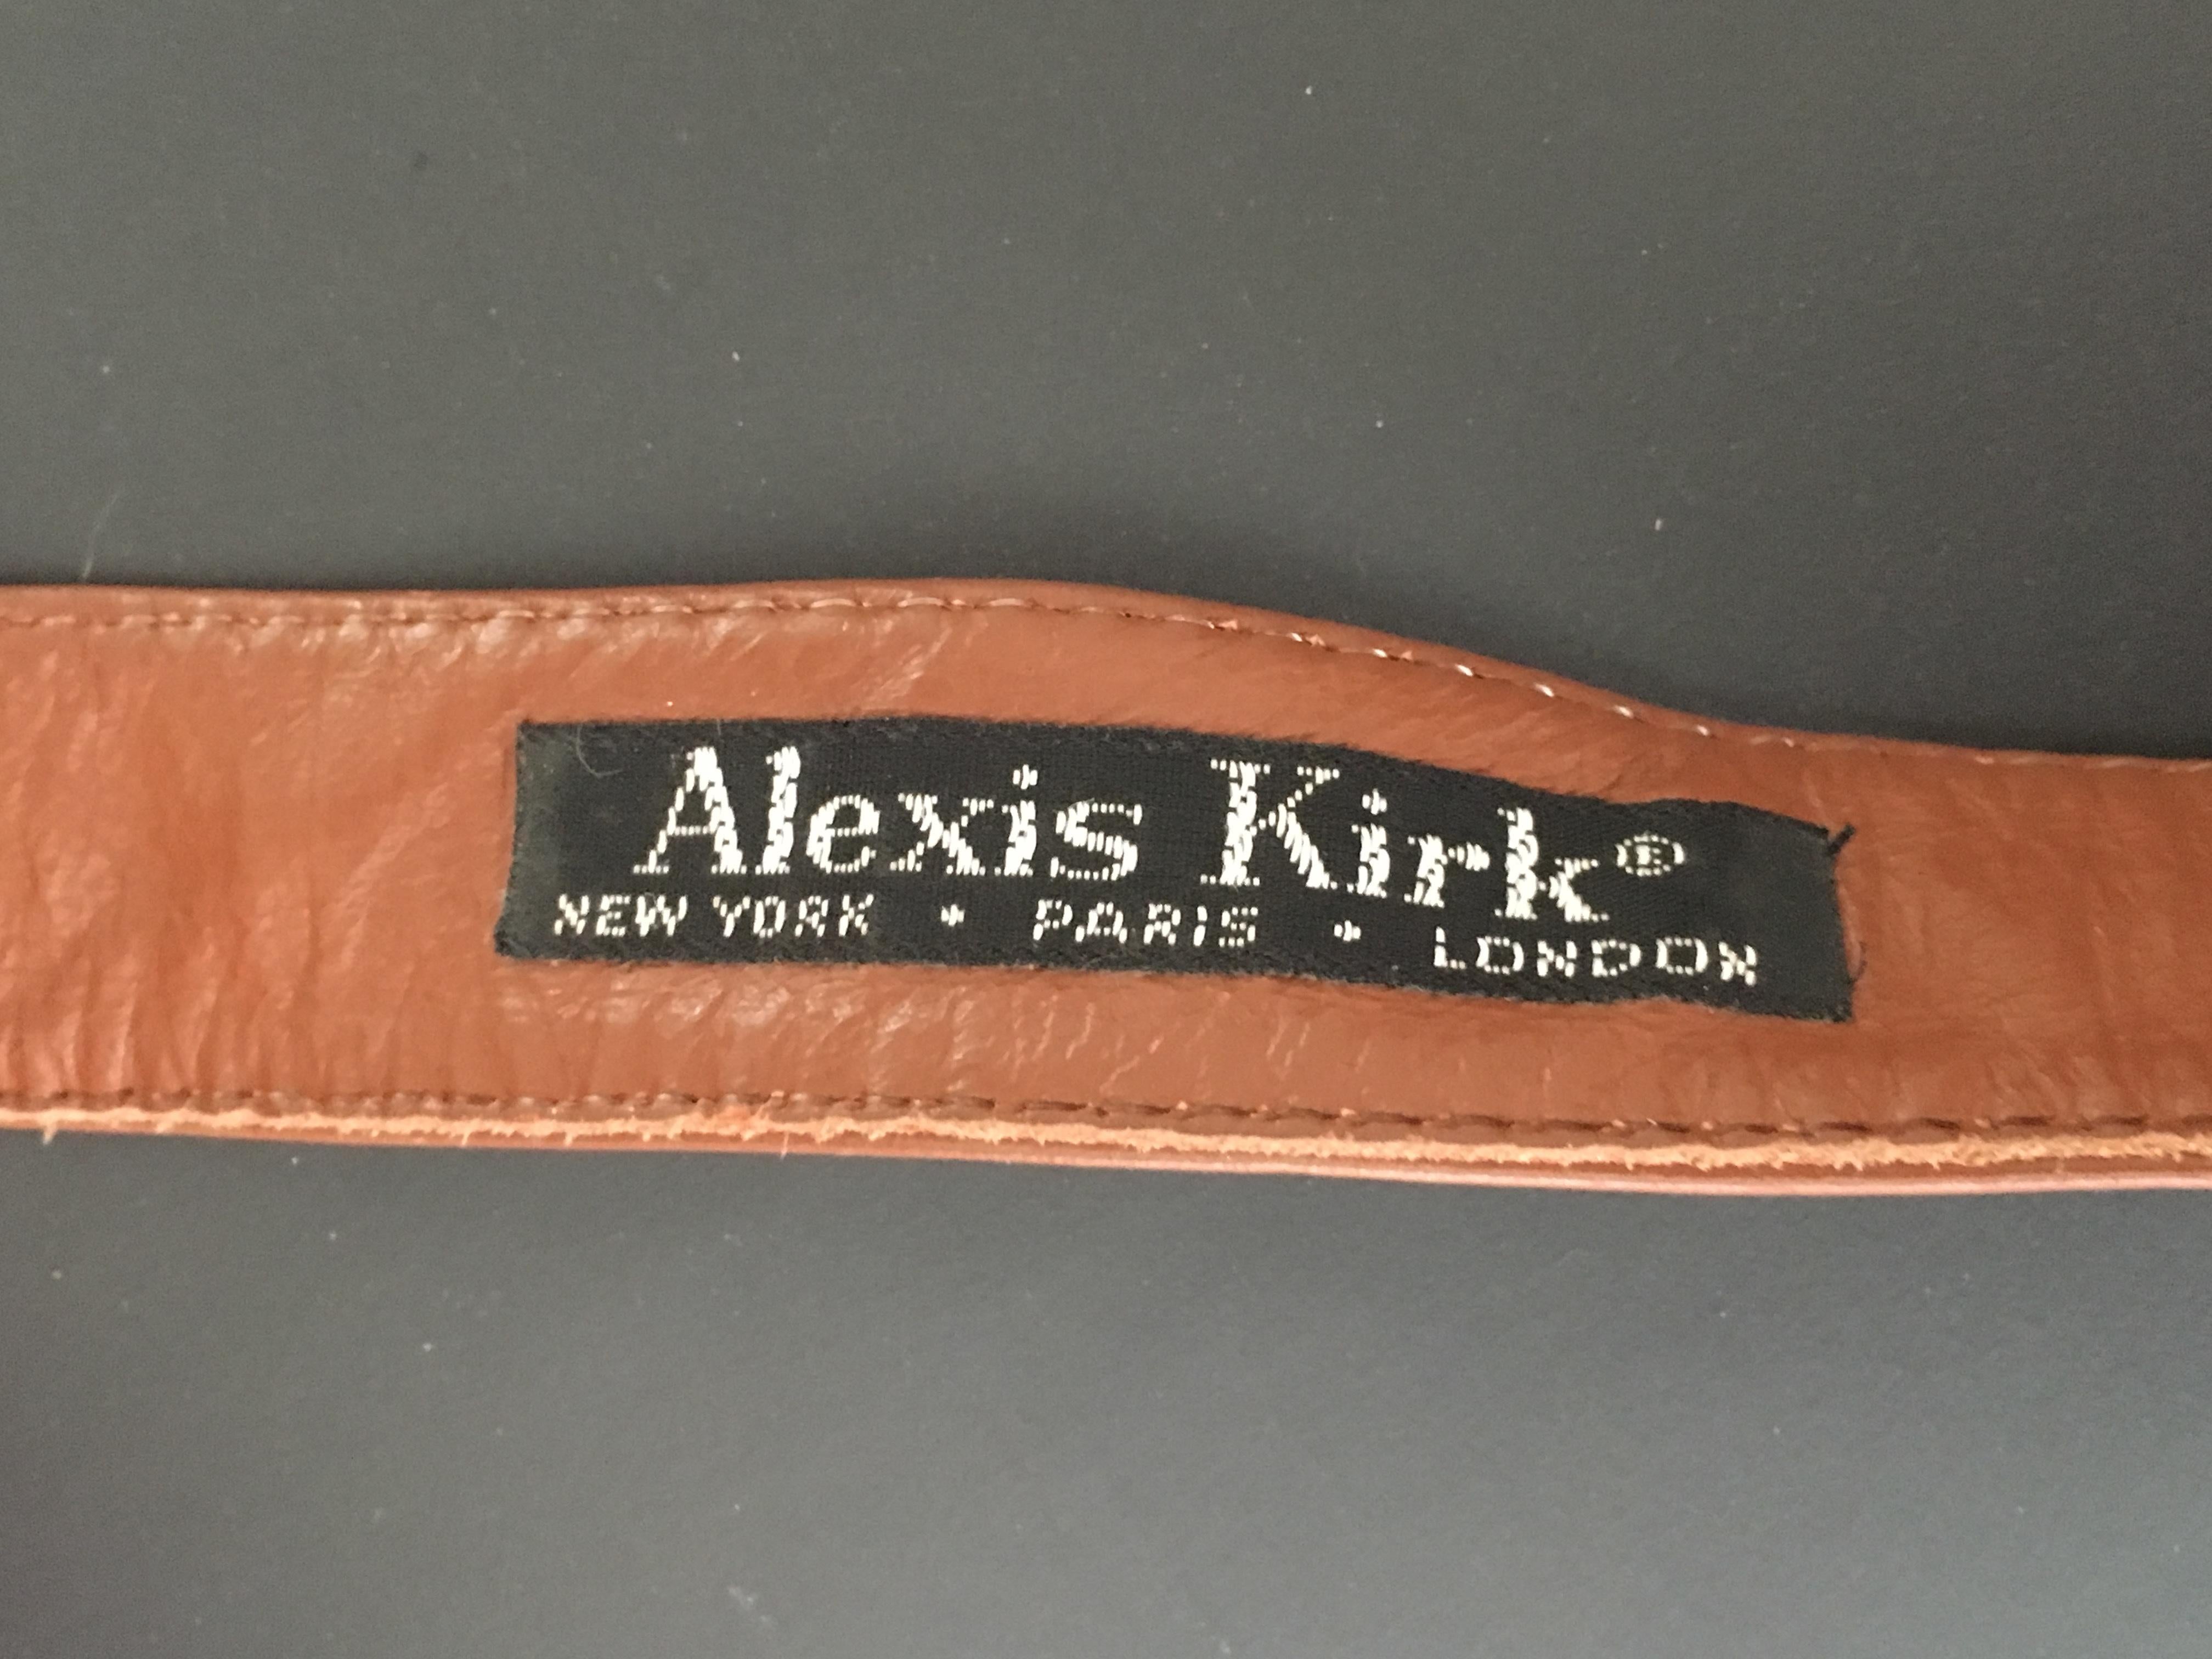 Alexis Kirk®
NEW YORK • PARIS • LONDON